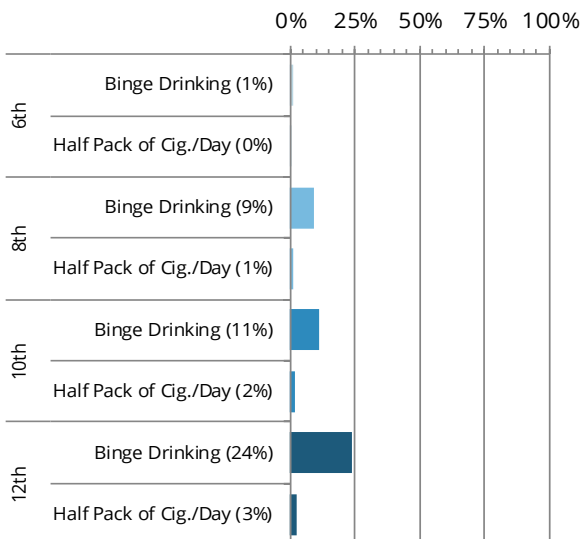 0% 25% 50% 75% 100%
6th
Binge Drinking (1%)
Half Pack of Cig./Day (0%)
8th
Binge Drinking (9%)
Half Pack of Cig./Day (1%)
10th
Binge Drinking (11%)
Half Pack of Cig./Day (2%)
12th
Binge Drinking (24%)
Half Pack of Cig./Day (3%)